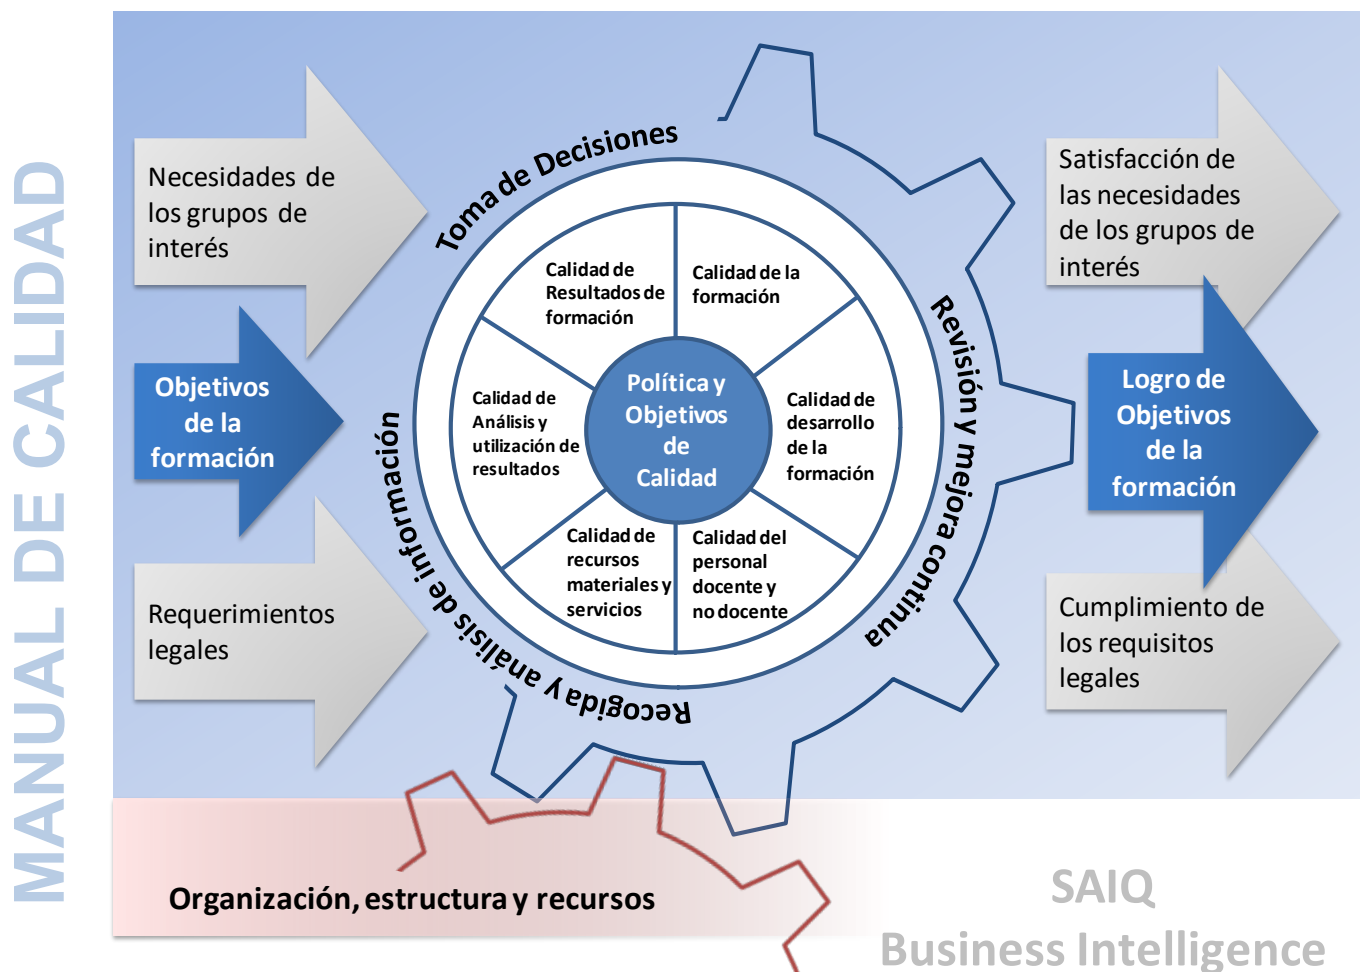 MANUAL DE CALIDAD
Necesidades de
los grupos de
interés
Objetivos
de la
formación
Requerimientos
legales
Toma de Decisiones
Revisión y mejora continua
Recogida y análisis de información
Calidad de
Resultados de
formación
Calidad de la
formación
Calidad de
Análisis y
utilización de
resultados
Política y
Objetivos
de
Calidad
Calidad de
desarrollo
de la
formación
Calidad de
recursos
materiales y
servicios
Calidad del
personal
docente y
no docente
Satisfacción de
las necesidades
de los grupos de
interés
Logro de
Objetivos
de la
formación
Cumplimiento de
los requisitos
legales
Organización, estructura y recursos
SAIQ
Business Intelligence